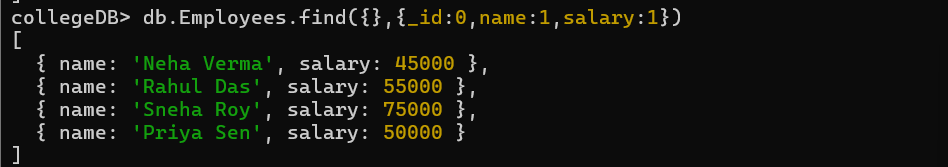 collegeDB> db.Employees.find({},{_id:0,name:1,salary:1})
[
  { name: 'Neha Verma', salary: 45000 },
  { name: 'Rahul Das', salary: 55000 },
  { name: 'Sneha Roy', salary: 75000 },
  { name: 'Priya Sen', salary: 50000 }
]